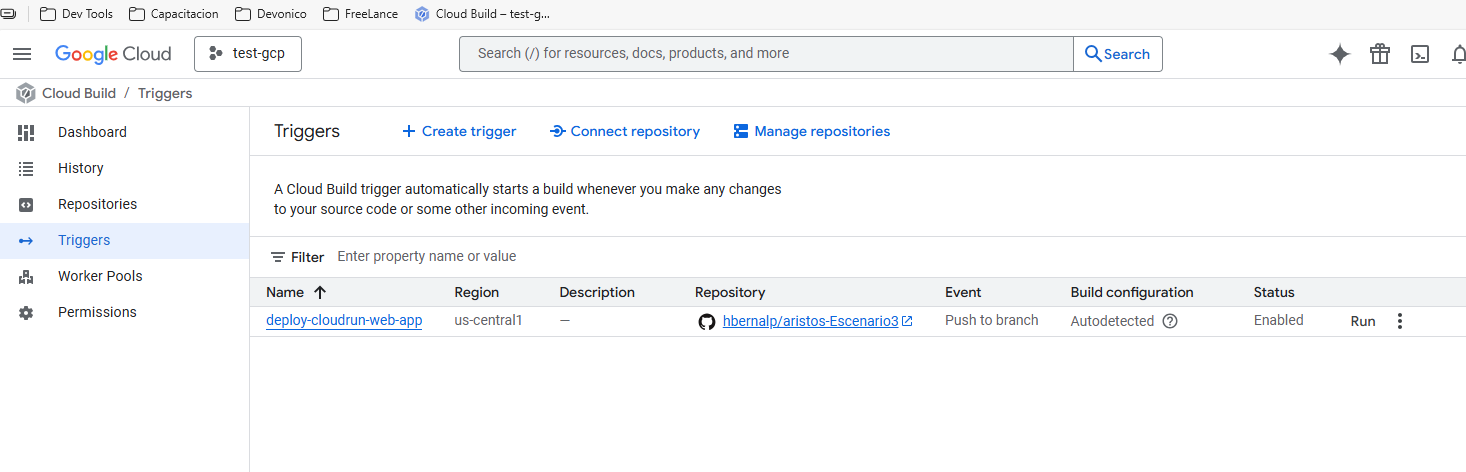 Dev Tools Capacitacion Devonico FreeLance Cloud Build – test-g...
Google Cloud test-gcp Search (/) for resources, docs, products, and more Search
Cloud Build / Triggers
Dashboard
History
Repositories
Triggers
Worker Pools
Permissions
Triggers Create trigger Connect repository Manage repositories
A Cloud Build trigger automatically starts a build whenever you make any changes
to your source code or some other incoming event.
Filter Enter property name or value
Name Region Description Repository Event Build configuration Status
deploy-cloudrun-web-app us-central1 — hbernalp/aristos-Escenario3 Push to branch Autodetected Enabled Run